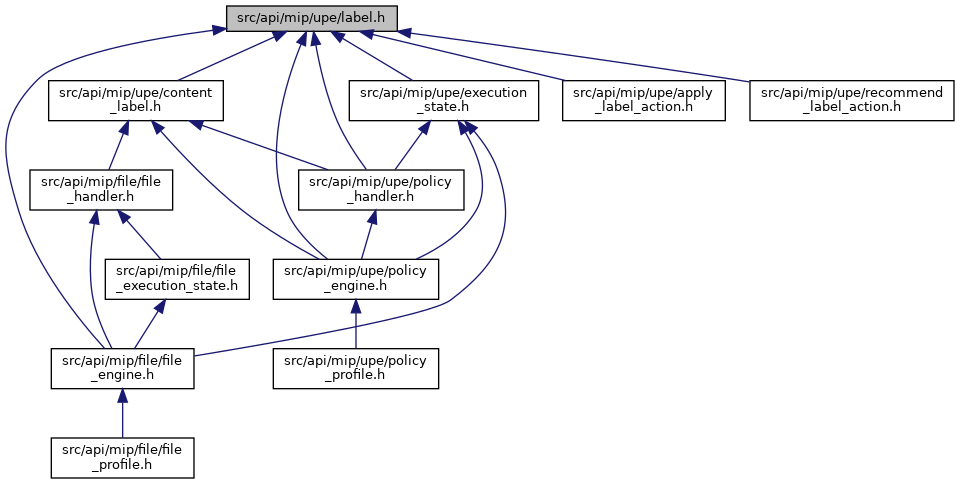 src/api/mip/upe/label.h
src/api/mip/upe/content
_label.h
src/api/mip/upe/execution
_state.h
src/api/mip/upe/apply
_label_action.h
src/api/mip/upe/recommend
_label_action.h
src/api/mip/file/file
_handler.h
src/api/mip/upe/policy
_handler.h
src/api/mip/file/file
_execution_state.h
src/api/mip/upe/policy
_engine.h
src/api/mip/file/file
_engine.h
src/api/mip/upe/policy
_profile.h
src/api/mip/file/file
_profile.h